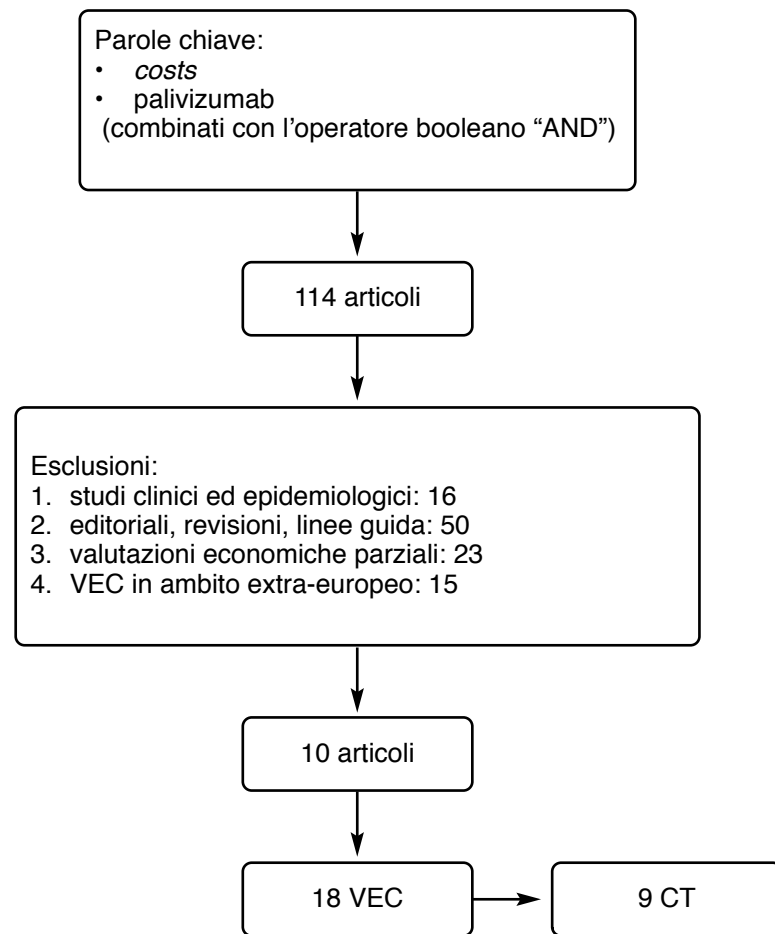 Parole chiave:
• costs
• palivizumab
(combinati con l'operatore booleano “AND”)
114 articoli
Esclusioni:
1. studi clinici ed epidemiologici: 16
2. editoriali, revisioni, linee guida: 50
3. valutazioni economiche parziali: 23
4. VEC in ambito extra-europeo: 15
10 articoli
18 VEC
9 CT